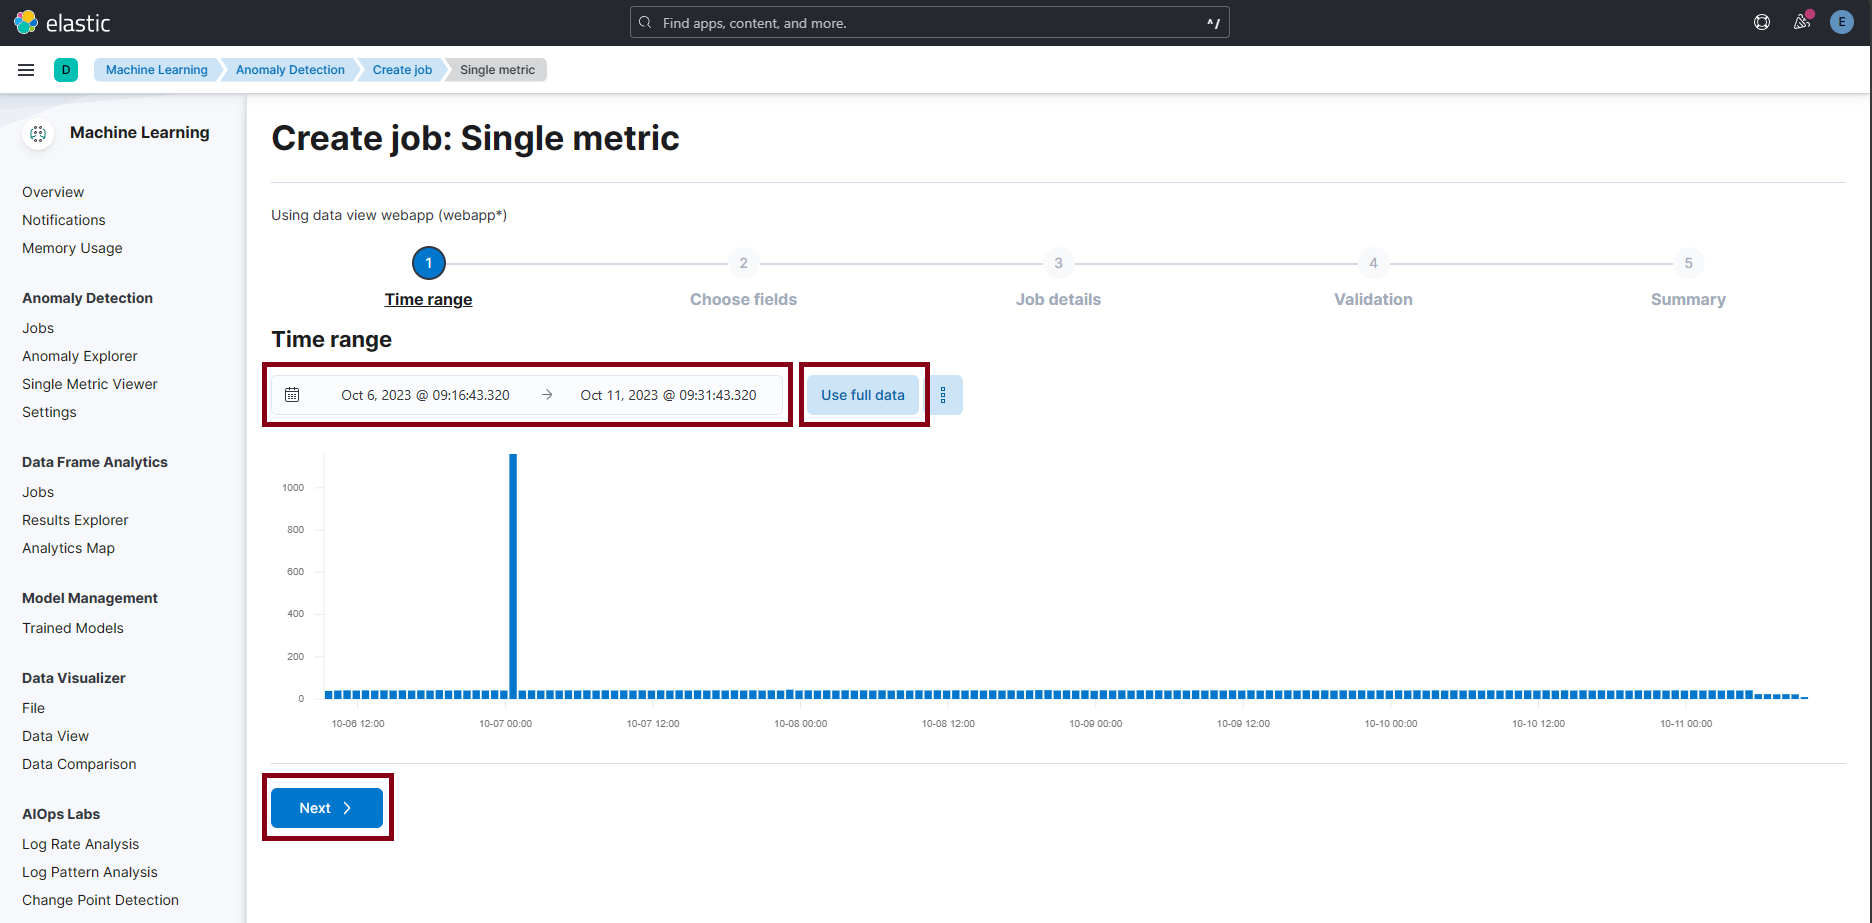 elastic
Find apps, content, and more.
^/
E
D
Machine Learning
Anomaly Detection
Create job
Single metric
Machine Learning
Overview
Notifications
Memory Usage
Anomaly Detection
Jobs
Anomaly Explorer
Single Metric Viewer
Settings
Data Frame Analytics
Jobs
Results Explorer
Analytics Map
Model Management
Trained Models
Data Visualizer
File
Data View
Data Comparison
AIOps Labs
Log Rate Analysis
Log Pattern Analysis
Change Point Detection
Create job: Single metric
Using data view webapp (webapp*)
1
2
3
4
5
Time range
Choose fields
Job details
Validation
Summary
Time range
Oct 6, 2023 @ 09:16:43.320 → Oct 11, 2023 @ 09:31:43.320
Use full data
1000
800
600
400
200
0
10-06 12:00
10-07 00:00
10-07 12:00
10-08 00:00
10-08 12:00
10-09 00:00
10-09 12:00
10-10 00:00
10-10 12:00
10-11 00:00
Next